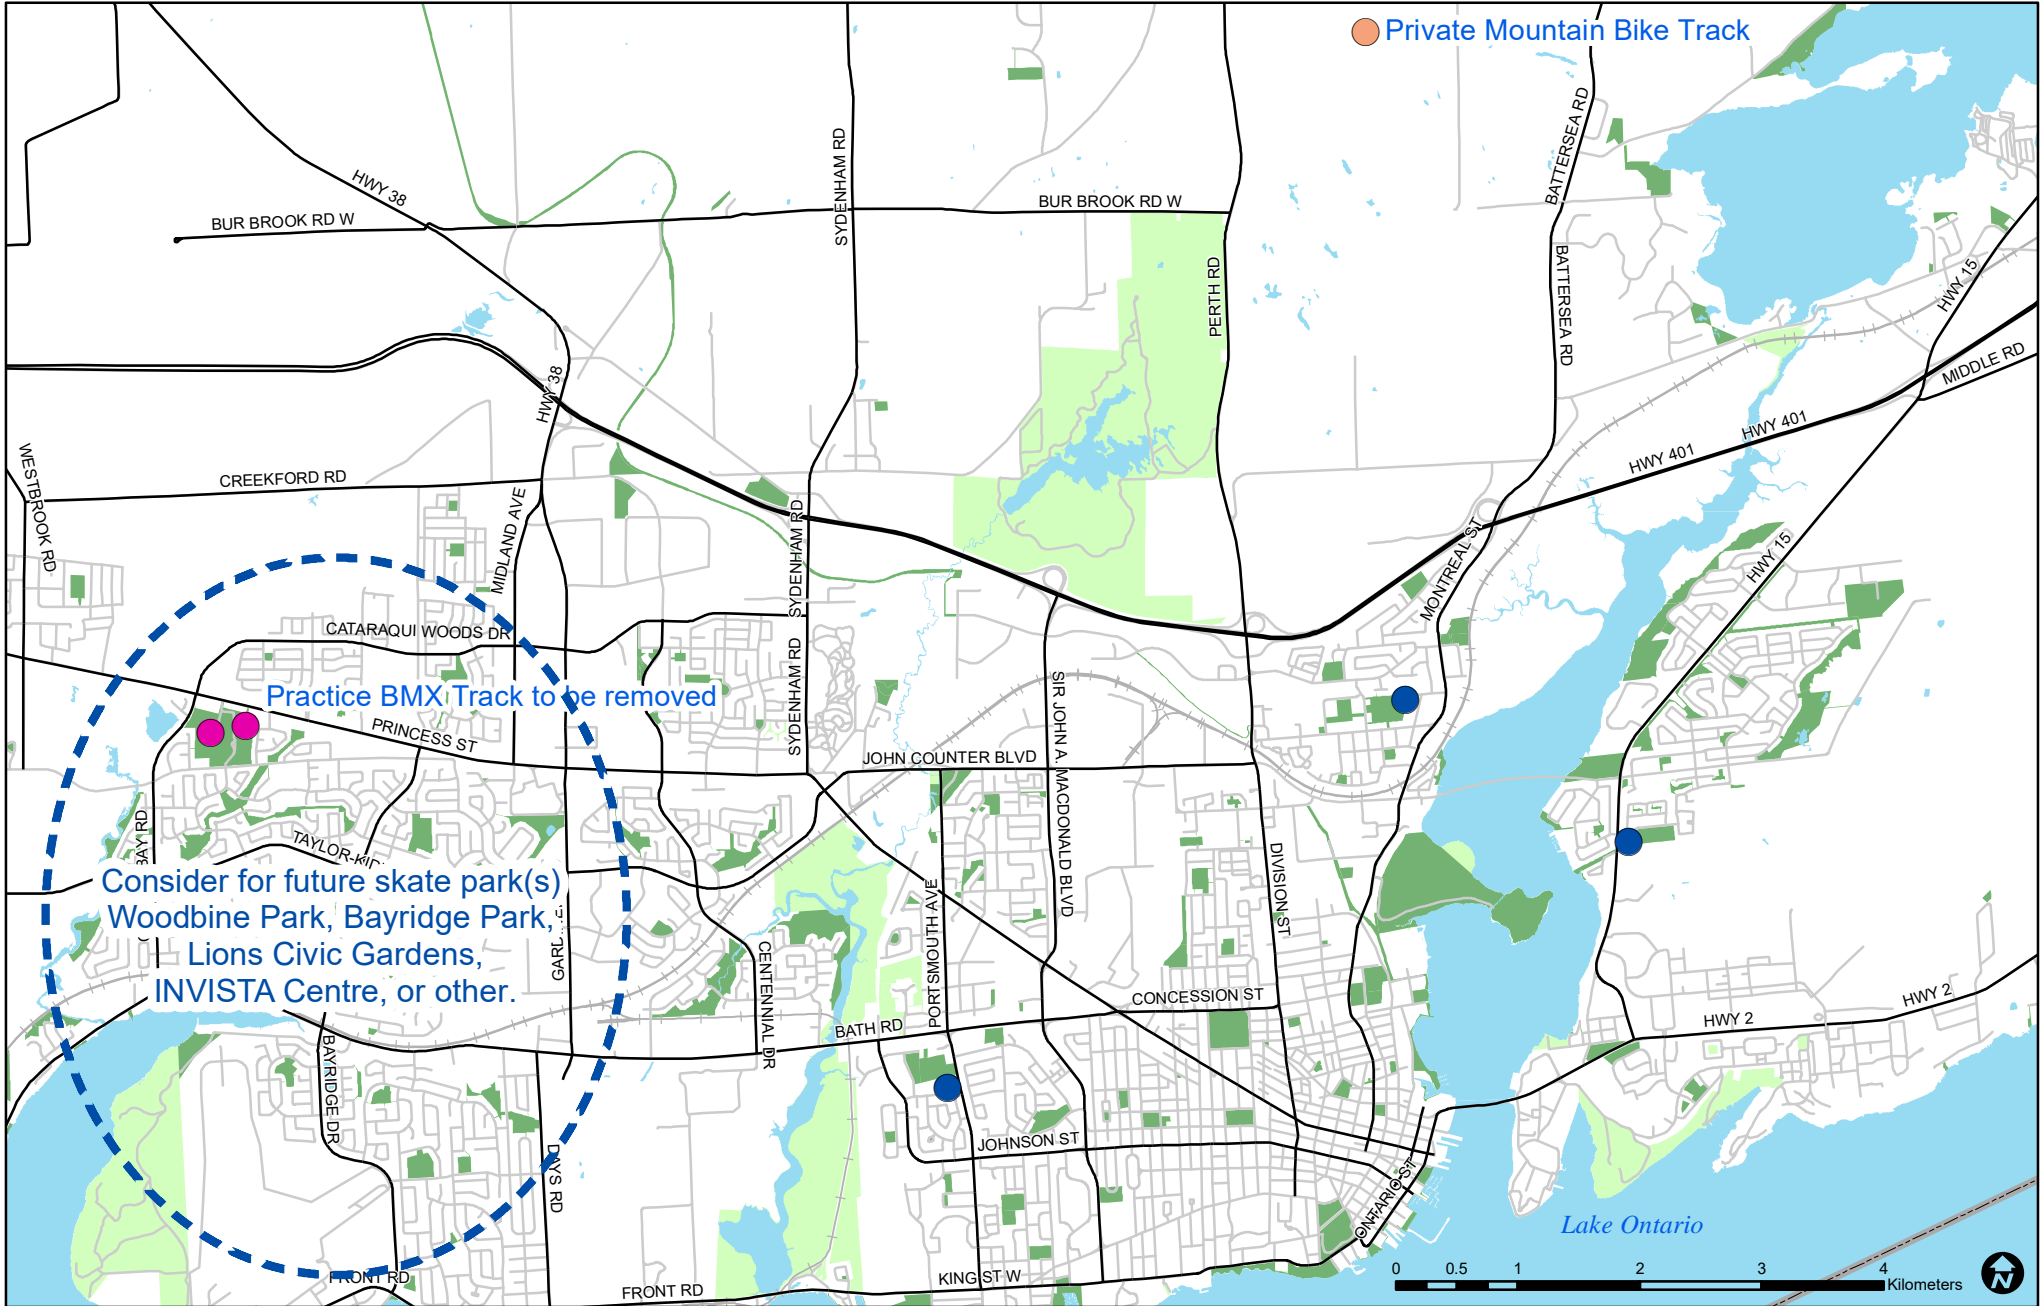 Private Mountain Bike Track
BATTERSEA RD
SYDENHAM RD
HWY 38
BUR BROOK RD W
BUR BROOK RD W
PERTH RD
BATTERSEA RD
HWY 15
MIDDLE RD
HWY 38
HWY 401
HWY 401
WESTBROOK RD
CREEKFORD RD
MIDLAND AVE
SYDENHAM RD
MONTREAL ST
HWY 15
CATARAQUI WOODS DR
SYDENHAM RD
Practice BMX Track to be removed
PRINCESS ST
SIR JOHN A. MACDONALD BLVD
JOHN COUNTER BLVD
BAY RD
TAYLOR-KID
DIVISION ST
PORTSMOUTH AVE
Consider for future skate park(s)
Woodbine Park, Bayridge Park,
Lions Civic Gardens,
INVISTA Centre, or other.
GARD
CENTENNIAL DR
CONCESSION ST
BATH RD
HWY 2
HWY 2
BAYRIDGE DR
DAYS RD
JOHNSON ST
ONTARIO ST
Lake Ontario
FRONT RD
FRONT RD
KING ST W
0 0.5 1 2 3 4
Kilometers
N